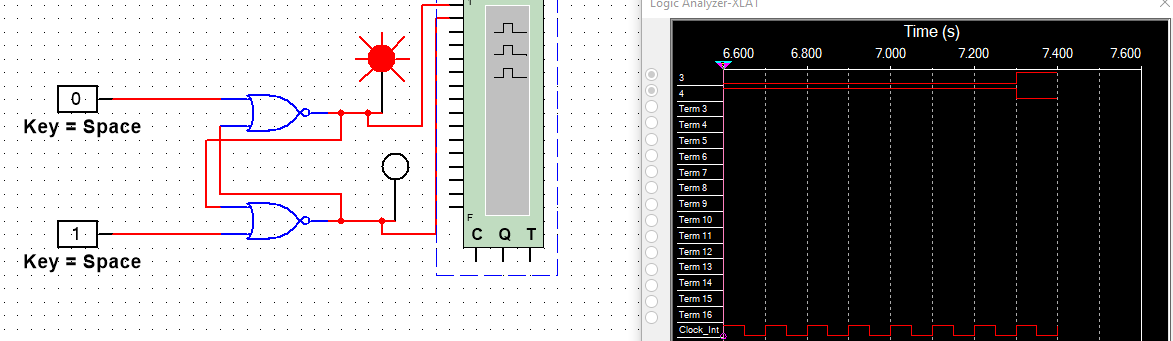 Logic Analyzer-XLA1
Time (s)
6.600 6.800 7.000 7.200 7.400 7.600
0
Key = Space
1
Key = Space
1
F
C Q T
3
4
Term 3
Term 4
Term 5
Term 6
Term 7
Term 8
Term 9
Term 10
Term 11
Term 12
Term 13
Term 14
Term 15
Term 16
Clock_Int